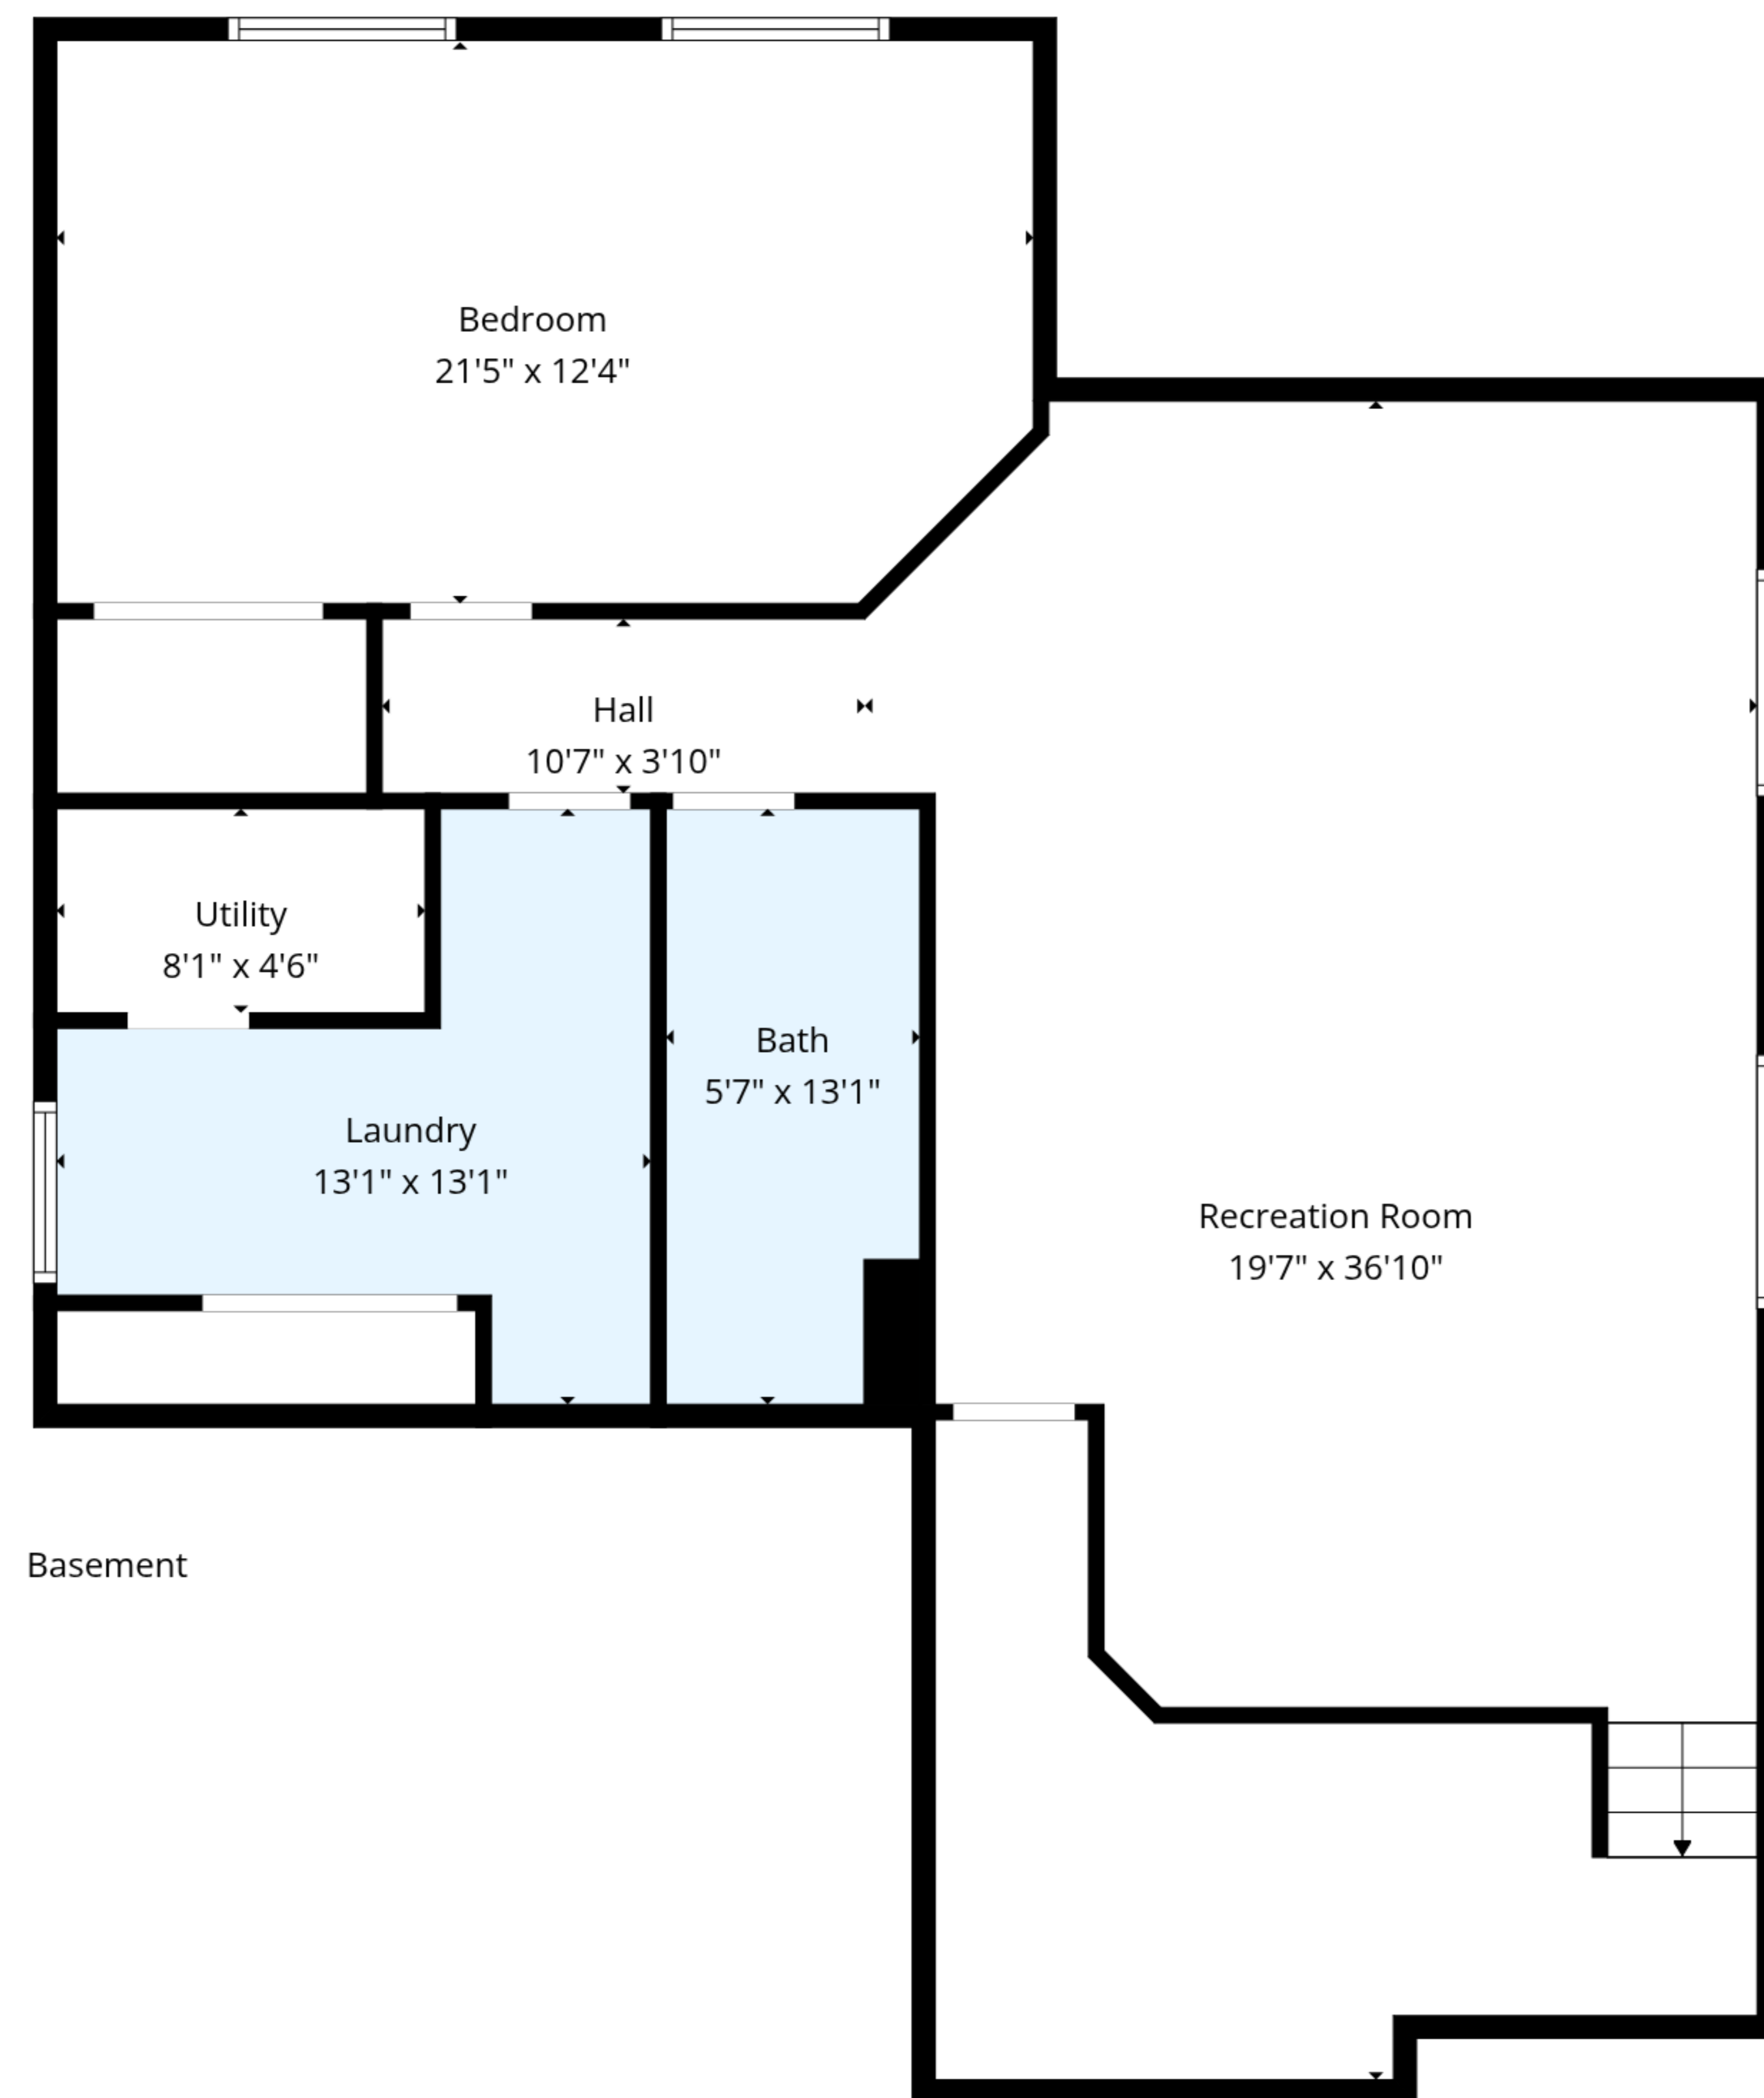 Bedroom
21'5" x 12'4"
Hall
10'7" x 3'10"
Utility
8'1" x 4'6"
Bath
5'7" x 13'1"
Laundry
13'1" x 13'1"
Recreation Room
19'7" x 36'10"
Basement